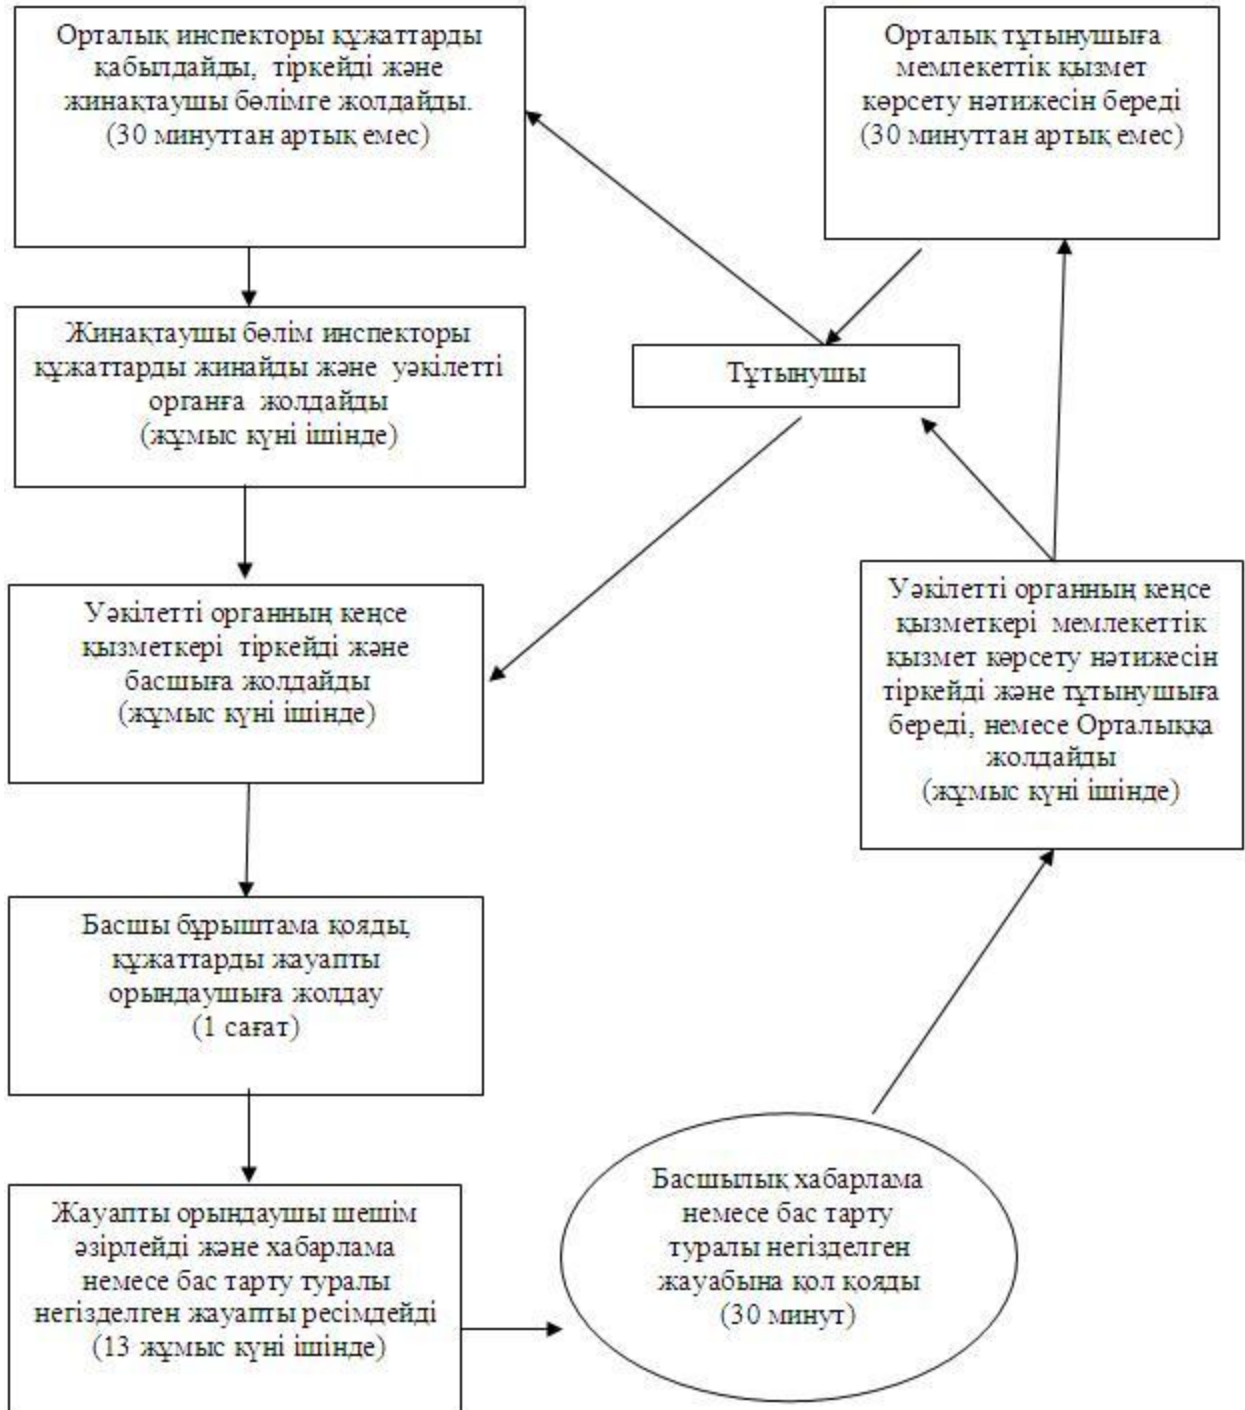 Орталық инспекторы құжаттарды
қабылдайды, тіркейді және
жинақтаушы бөлімге жолдайды.
(30 минуттан артық емес)
Орталық тұтынушыға
мемлекеттік қызмет
көрсету нәтижесін береді
(30 минуттан артық емес)
Жинақтаушы бөлім инспекторы
құжаттарды жинайды және уәкілетті
органға жолдайды
(жұмыс күні ішінде)
Тұтынушы
Уәкілетті органның кеңсе
қызметкері тіркейді және
басшыға жолдайды
(жұмыс күні ішінде)
Уәкілетті органның кеңсе
қызметкері мемлекеттік
қызмет көрсету нәтижесін
тіркейді және тұтынушыға
береді, немесе Орталыққа
жолдайды
(жұмыс күні ішінде)
Басшы бұрыштама қояды,
құжаттарды жауапты
орындаушыға жолдау
(1 сағат)
Жауапты орындаушы шешім
әзірлейді және хабарлама
немесе бас тарту туралы
негізделген жауапты ресімдейді
(13 жұмыс күні ішінде)
Басшылық хабарлама
немесе бас тарту
туралы негізделген
жауабына қол қояды
(30 минут)